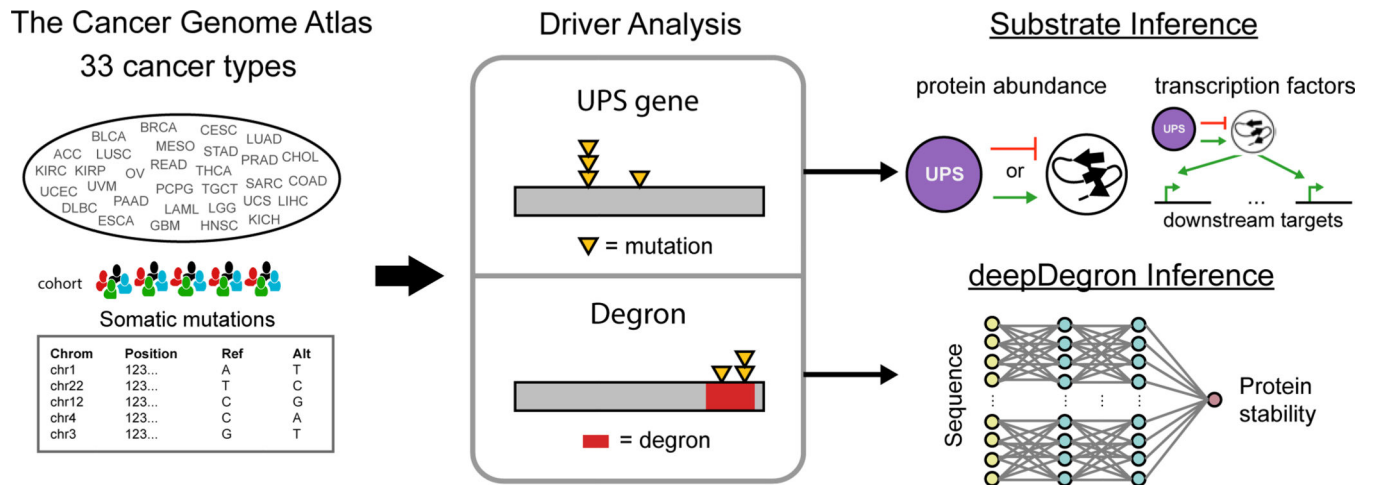 The Cancer Genome Atlas
33 cancer types
BLCA BRCA CESC LUAD
ACC LUSC MESO STAD PRAD CHOL
KIRC KIRP OV READ THCA
UCEC UVM PCPG TGCT SARC COAD
DLBC PAAD LAML LGG UCS LIHC
ESCA GBM HNSC KICH
cohort
Somatic mutations
Chrom Position Ref Alt
chr1 123... A T
chr22 123... T C
chr12 123... C G
chr4 123... C A
chr3 123... G T
Driver Analysis
UPS gene
= mutation
Degron
= degron
Substrate Inference
protein abundance
UPS
or
transcription factors
UPS
...
downstream targets
deepDegron Inference
Sequence
Protein
stability